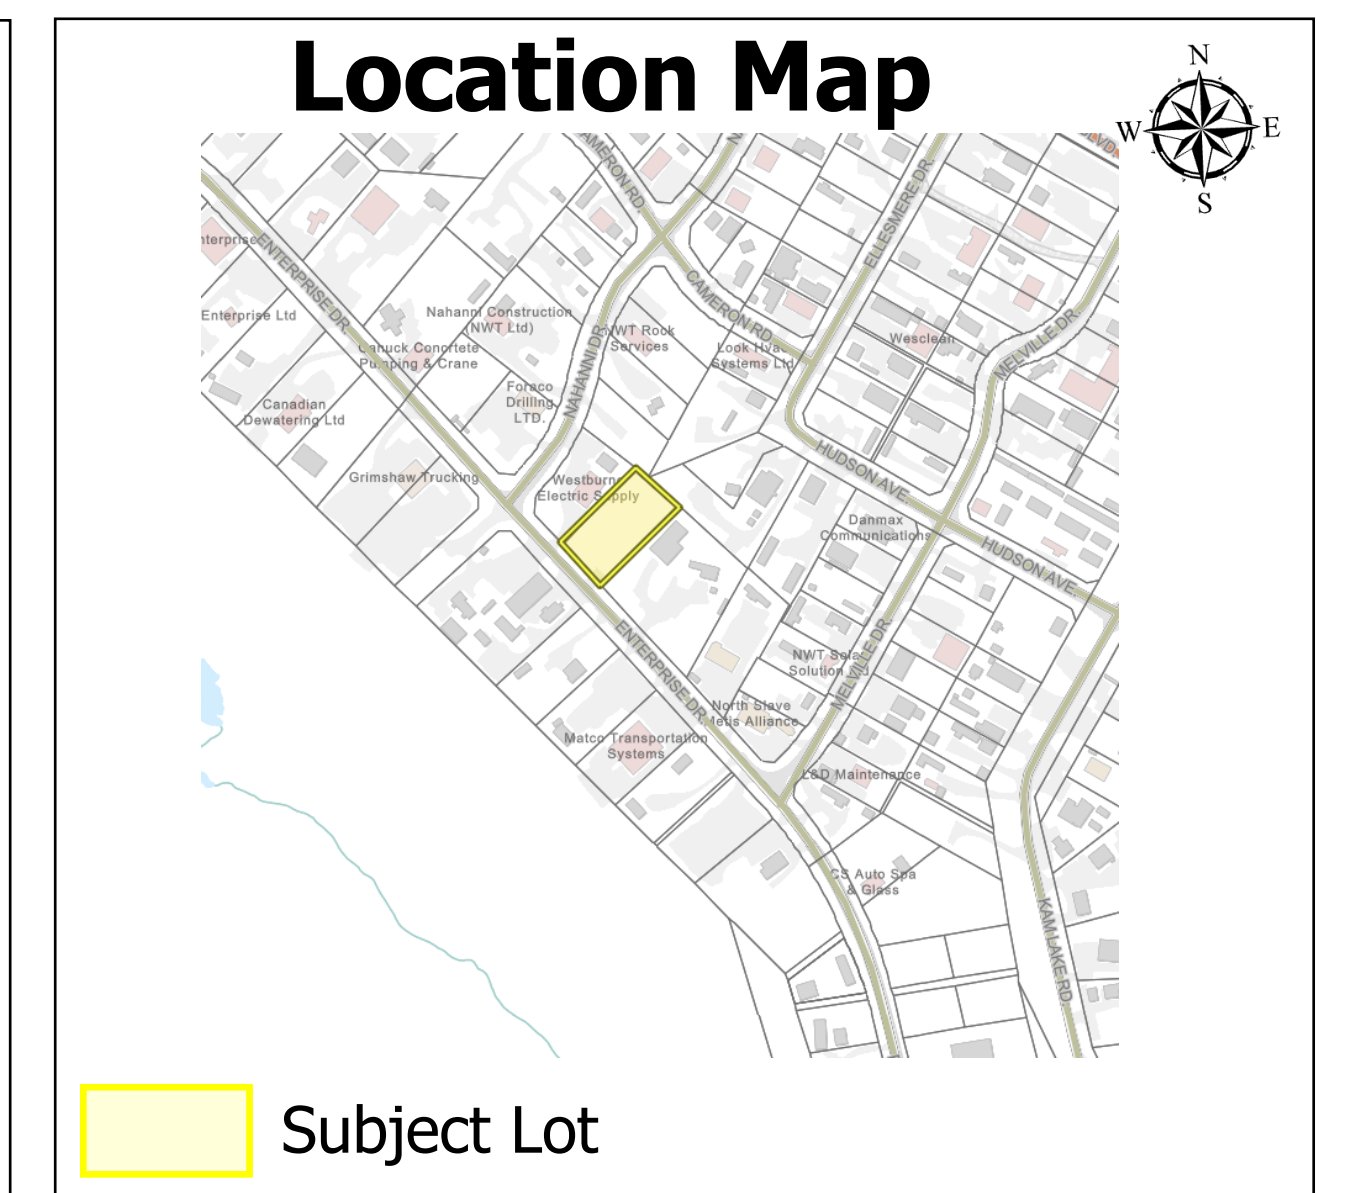 Location Map
N
W
E
S
CAMERON RD.
ELLESMERE DR.
ENTERPRISE DR.
Enterprise Ltd
Nahanni Construction
(NWT Ltd)
CAMERON RD.
NAHANNI DR.
NWT Rock
Services
Look Hvac
Systems Ltd
Wesclean
MELVILLE DR.
Canuck Concrtete
Pumping & Crane
Foraco
Drilling
LTD.
Canadian
Dewatering Ltd
HUDSON AVE.
Grimshaw Trucking
Westburne
Electric Supply
Danmax
Communications
HUDSON AVE.
ENTERPRISE DR.
MELVILLE DR.
NWT Solar
Solution
North Slave
Metis Alliance
Matco Transportation
Systems
L&D Maintenance
CS Auto Spa
& Glass
KAM LAKE RD.
Subject Lot